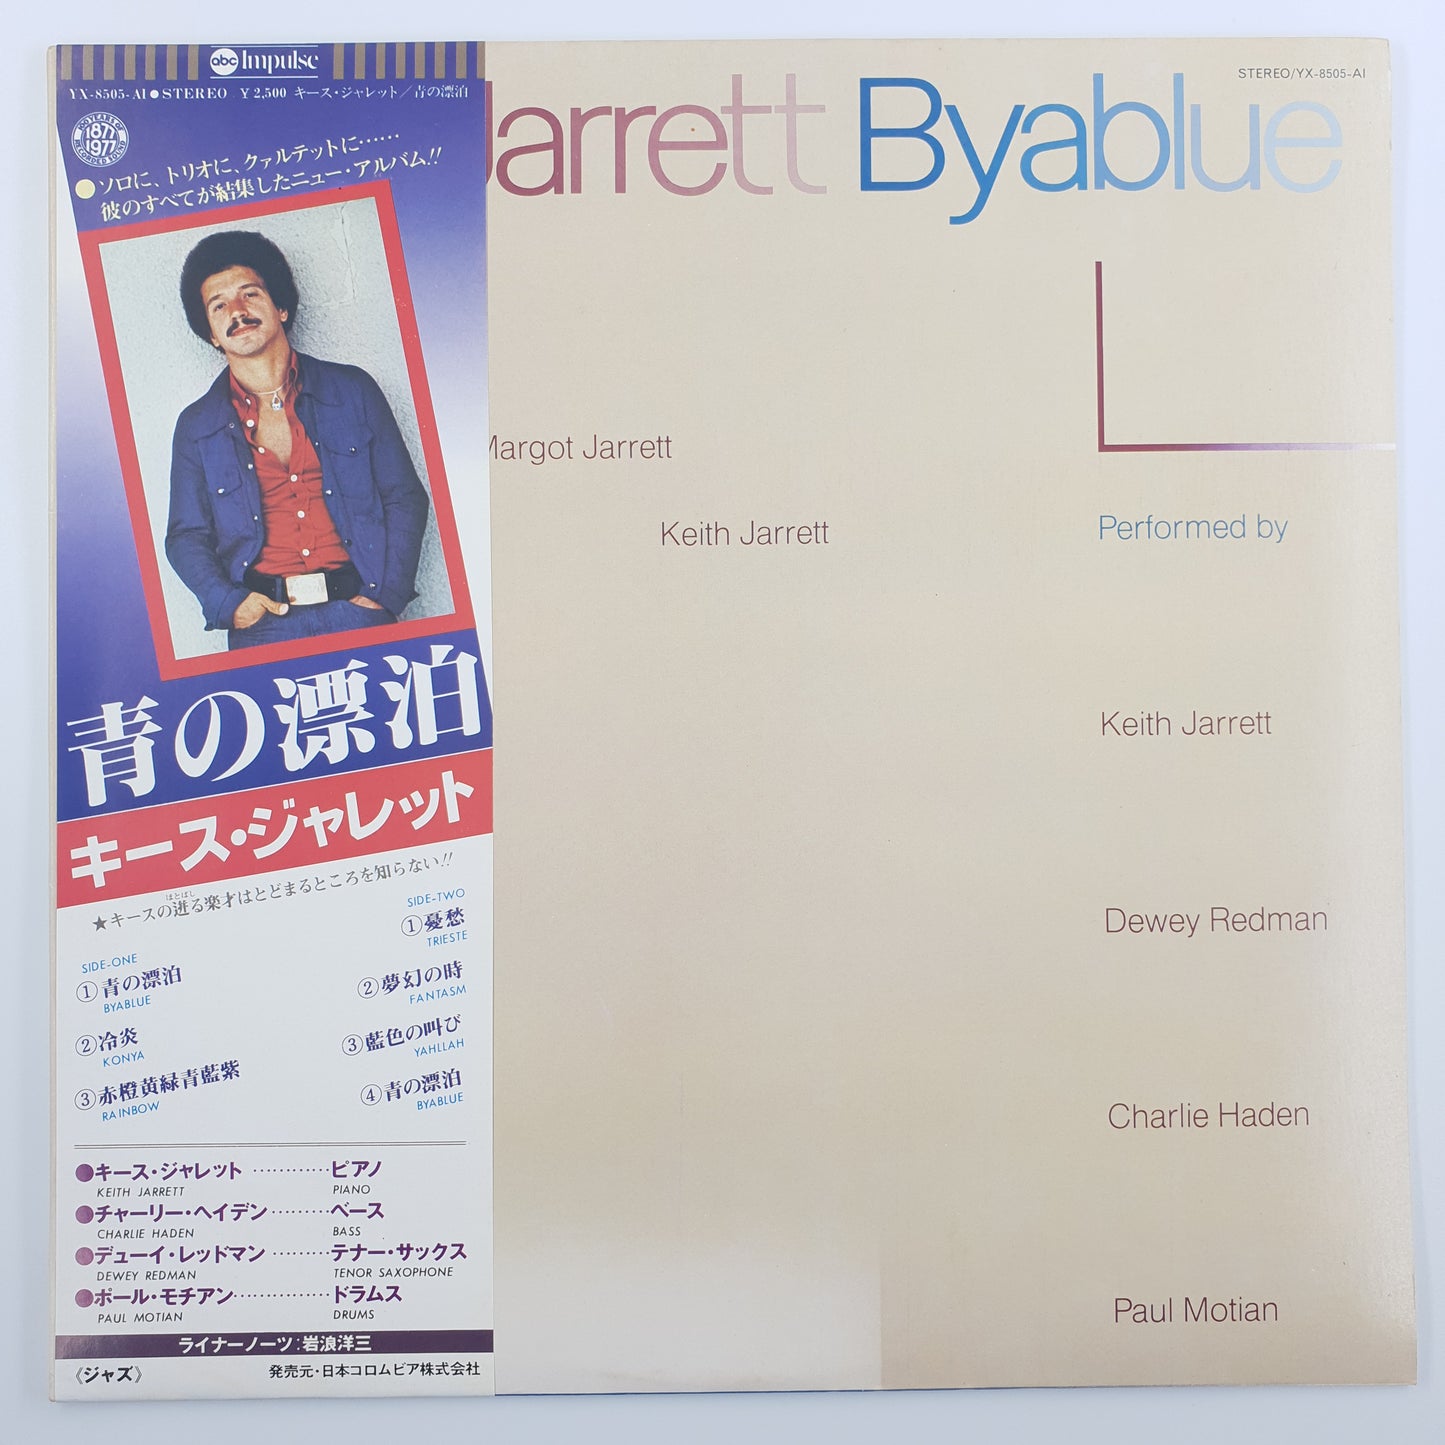 abc Impulse
YX-8505-AI●STEREO ¥2,500 キース・ジャレット／青の漂泊
100 YEARS OF
1877
1977
RECORDED SOUND
●ソロに、トリオに、クァルテットに……
彼のすべてが結集したニュー・アルバム!!
青の漂泊
キース・ジャレット
★キースの迸る楽才はとどまるところを知らない!!
ほとばし
SIDE-ONE
①青の漂泊
BYABLUE
②冷炎
KONYA
③赤橙黄緑青藍紫
RAINBOW
SIDE-TWO
①憂愁
TRIESTE
②夢幻の時
FANTASM
③藍色の叫び
YAHLLAH
④青の漂泊
BYABLUE
●キース・ジャレット…………ピアノ
KEITH JARRETT PIANO
●チャーリー・ヘイデン………ベース
CHARLIE HADEN BASS
●デューイ・レッドマン………テナー・サックス
DEWEY REDMAN TENOR SAXOPHONE
●ポール・モチアン……………ドラムス
PAUL MOTIAN DRUMS
ライナーノーツ：岩浪洋三
《ジャズ》 発売元・日本コロムビア株式会社
STEREO/YX-8505-AI
Jarrett Byablue
Margot Jarrett
Keith Jarrett
Performed by
Keith Jarrett
Dewey Redman
Charlie Haden
Paul Motian